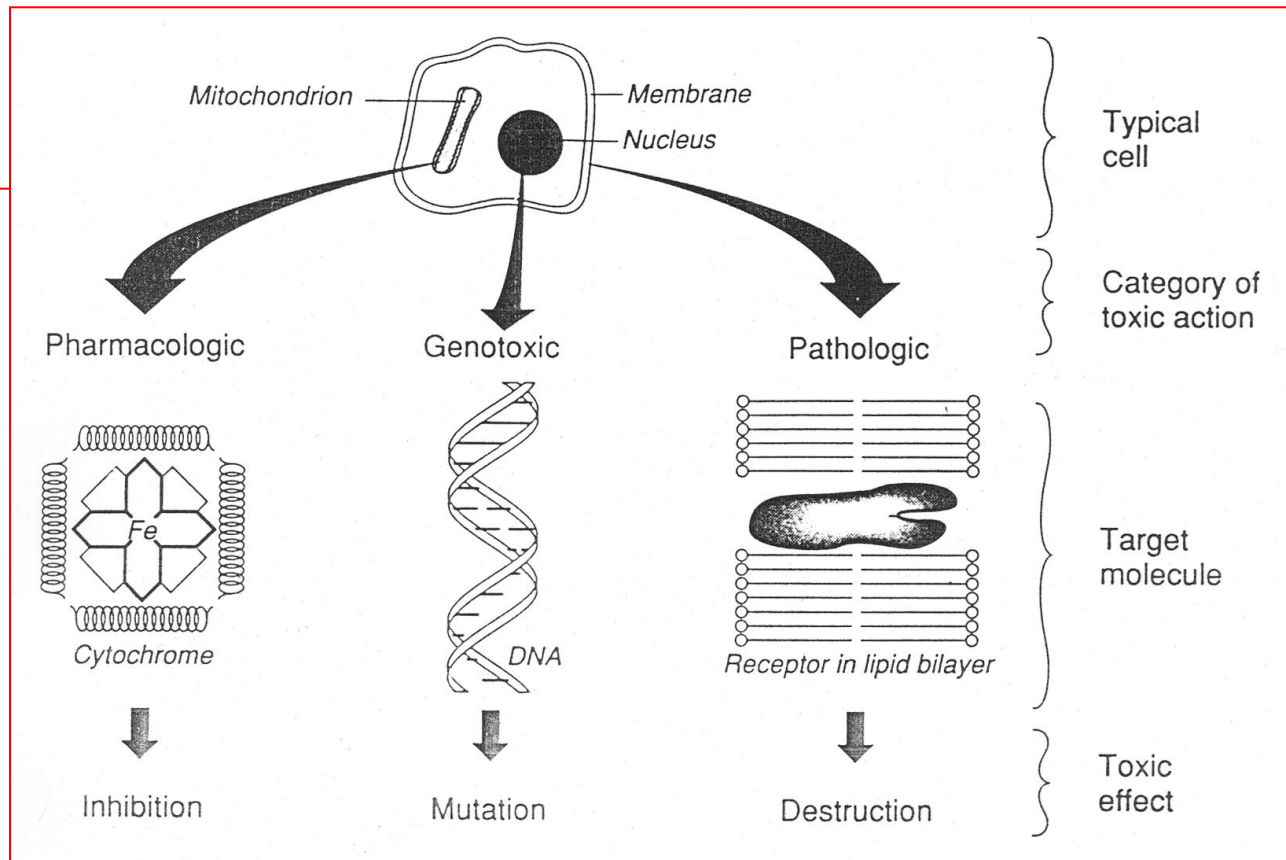 Mitochondrion
Membrane
Nucleus
Typical
cell
Category of
toxic action
Pharmacologic
Genotoxic
Pathologic
Fe
Target
molecule
Cytochrome
DNA
Receptor in lipid bilayer
Inhibition
Mutation
Destruction
Toxic
effect